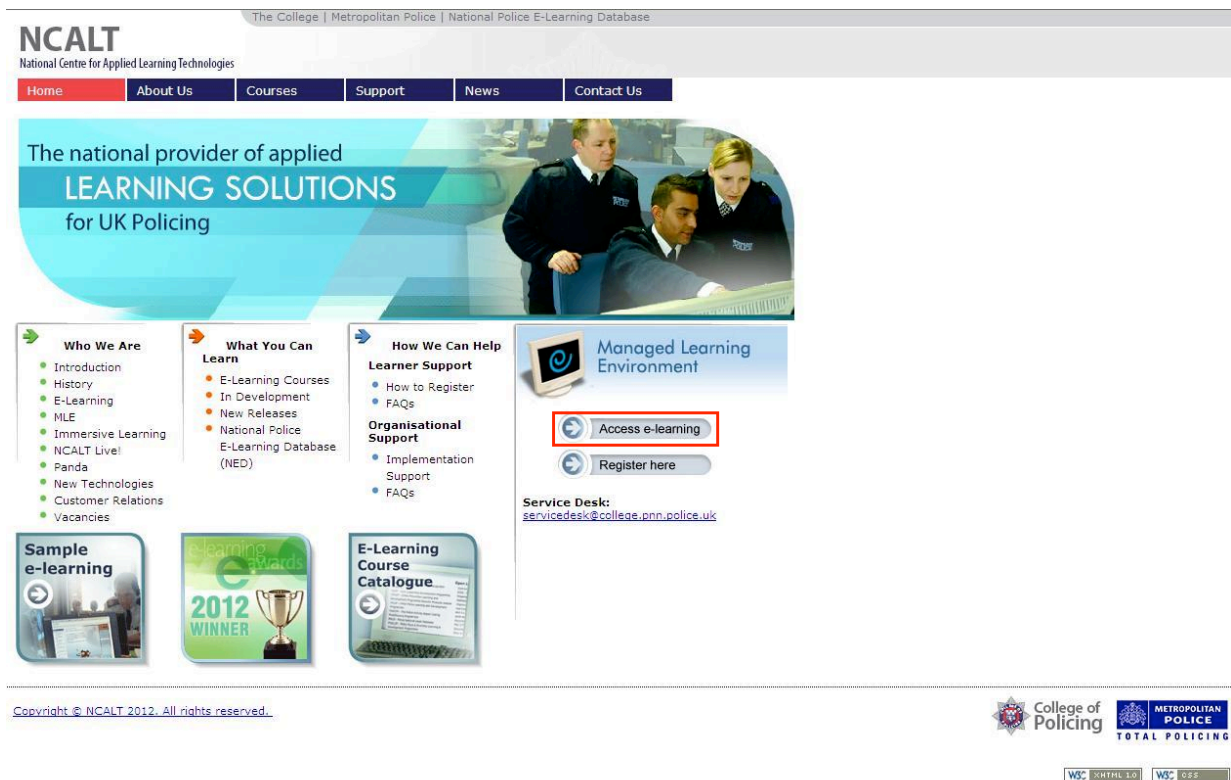 The College | Metropolitan Police | National Police E-Learning Database
NCALT
National Centre for Applied Learning Technologies
Home
About Us
Courses
Support
News
Contact Us
The national provider of applied
LEARNING SOLUTIONS
for UK Policing
Who We Are
Introduction
History
E-Learning
MLE
Immersive Learning
NCALT Live!
Panda
New Technologies
Customer Relations
Vacancies
What You Can
Learn
E-Learning Courses
In Development
New Releases
National Police
E-Learning Database
(NED)
How We Can Help
Learner Support
How to Register
FAQs
Organisational
Support
Implementation
Support
FAQs
Managed Learning
Environment
Access e-learning
Register here
Service Desk:
servicedesk@college.pnn.police.uk
Sample
e-learning
e-learning
awards
2012
WINNER
E-Learning
Course
Catalogue
Copyright © NCALT 2012. All rights reserved.
College of
Policing
METROPOLITAN
POLICE
TOTAL POLICING
W3C XHTML 1.0
W3C CSS